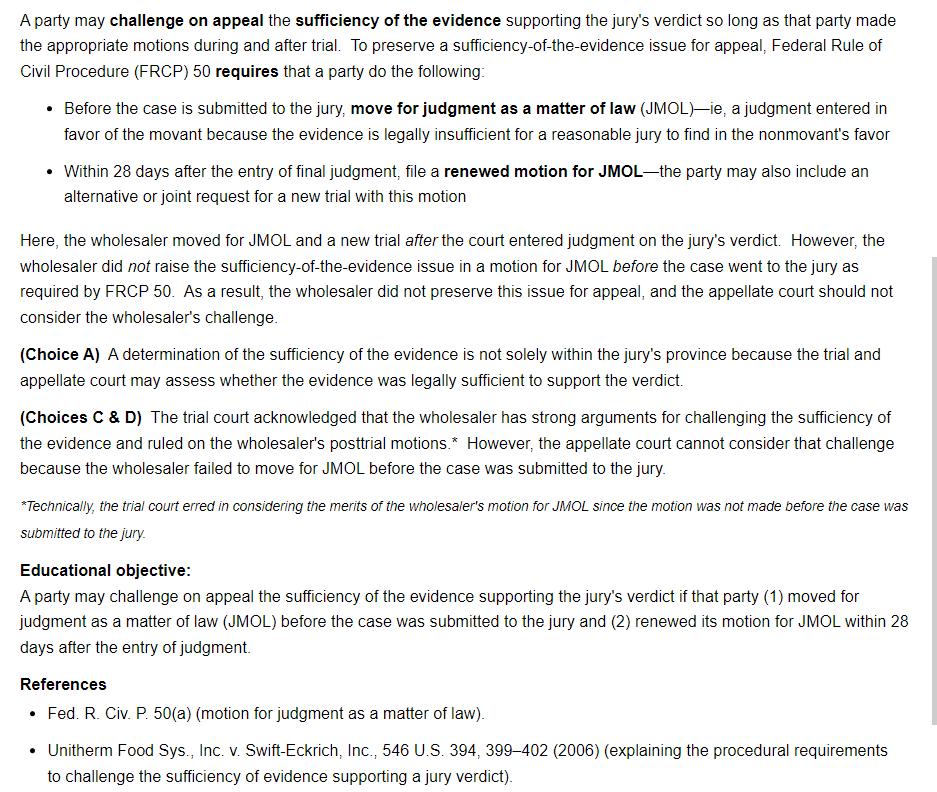 A party may challenge on appeal the sufficiency of the evidence supporting the jury's verdict so long as that party made
the appropriate motions during and after trial.  To preserve a sufficiency-of-the-evidence issue for appeal, Federal Rule of
Civil Procedure (FRCP) 50 requires that a party do the following:
• Before the case is submitted to the jury, move for judgment as a matter of law (JMOL)—ie, a judgment entered in
favor of the movant because the evidence is legally insufficient for a reasonable jury to find in the nonmovant's favor
• Within 28 days after the entry of final judgment, file a renewed motion for JMOL—the party may also include an
alternative or joint request for a new trial with this motion
Here, the wholesaler moved for JMOL and a new trial after the court entered judgment on the jury's verdict.  However, the
wholesaler did not raise the sufficiency-of-the-evidence issue in a motion for JMOL before the case went to the jury as
required by FRCP 50.  As a result, the wholesaler did not preserve this issue for appeal, and the appellate court should not
consider the wholesaler's challenge.
(Choice A)  A determination of the sufficiency of the evidence is not solely within the jury's province because the trial and
appellate court may assess whether the evidence was legally sufficient to support the verdict.
(Choices C & D)  The trial court acknowledged that the wholesaler has strong arguments for challenging the sufficiency of
the evidence and ruled on the wholesaler's posttrial motions.*  However, the appellate court cannot consider that challenge
because the wholesaler failed to move for JMOL before the case was submitted to the jury.
*Technically, the trial court erred in considering the merits of the wholesaler's motion for JMOL since the motion was not made before the case was
submitted to the jury.
Educational objective:
A party may challenge on appeal the sufficiency of the evidence supporting the jury's verdict if that party (1) moved for
judgment as a matter of law (JMOL) before the case was submitted to the jury and (2) renewed its motion for JMOL within 28
days after the entry of judgment.
References
• Fed. R. Civ. P. 50(a) (motion for judgment as a matter of law).
• Unitherm Food Sys., Inc. v. Swift-Eckrich, Inc., 546 U.S. 394, 399–402 (2006) (explaining the procedural requirements
to challenge the sufficiency of evidence supporting a jury verdict).